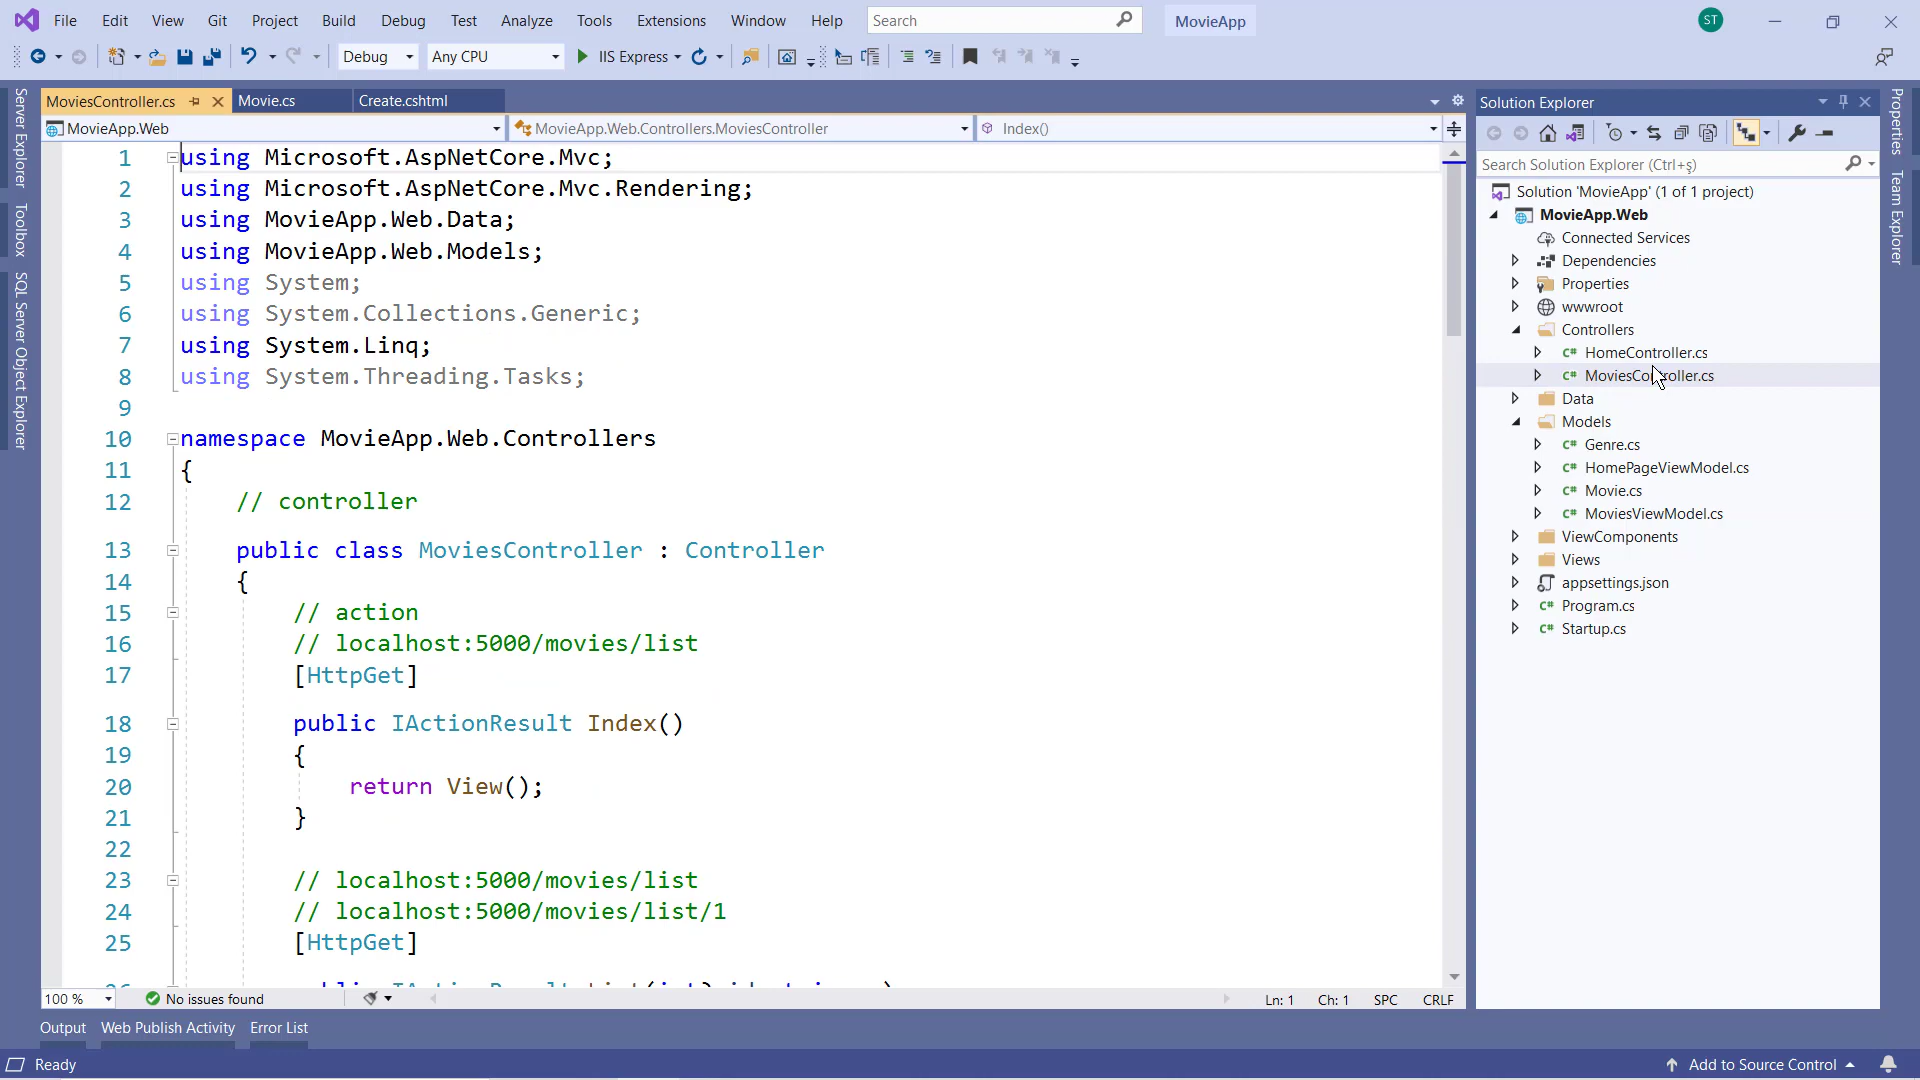 File Edit View Git Project Build Debug Test Analyze Tools Extensions Window Help Search MovieApp ST
Debug Any CPU IIS Express
MoviesController.cs Movie.cs Create.cshtml
MovieApp.Web MovieApp.Web.Controllers.MoviesController Index()
1 using Microsoft.AspNetCore.Mvc;
2 using Microsoft.AspNetCore.Mvc.Rendering;
3 using MovieApp.Web.Data;
4 using MovieApp.Web.Models;
5 using System;
6 using System.Collections.Generic;
7 using System.Linq;
8 using System.Threading.Tasks;
9
10 namespace MovieApp.Web.Controllers
11 {
12 // controller
13 public class MoviesController : Controller
14 {
15 // action
16 // localhost:5000/movies/list
17 [HttpGet]
18 public IActionResult Index()
19 {
20 return View();
21 }
22
23 // localhost:5000/movies/list
24 // localhost:5000/movies/list/1
25 [HttpGet]
100 % No issues found Ln: 1 Ch: 1 SPC CRLF
Output Web Publish Activity Error List
Ready Add to Source Control
Server Explorer
Toolbox
SQL Server Object Explorer
Solution Explorer
Search Solution Explorer (Ctrl+ş)
Solution 'MovieApp' (1 of 1 project)
MovieApp.Web
Connected Services
Dependencies
Properties
wwwroot
Controllers
C# HomeController.cs
C# MoviesController.cs
Data
Models
C# Genre.cs
C# HomePageViewModel.cs
C# Movie.cs
C# MoviesViewModel.cs
ViewComponents
Views
appsettings.json
C# Program.cs
C# Startup.cs
Properties
Team Explorer